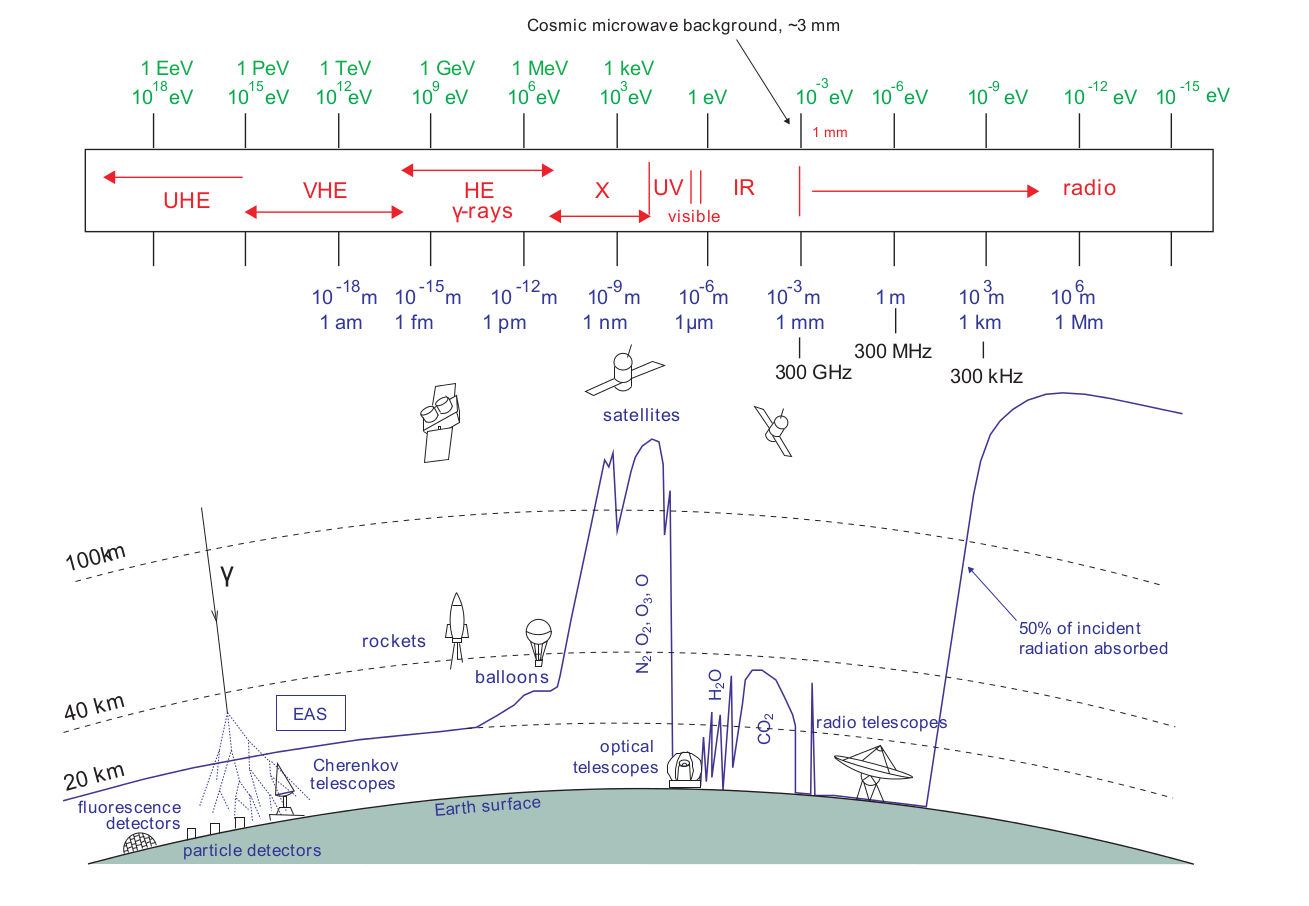 Cosmic microwave background, ~3 mm
1 EeV 1 PeV 1 TeV 1 GeV 1 MeV 1 keV
10^18 eV 10^15 eV 10^12 eV 10^9 eV 10^6 eV 10^3 eV 1 eV 10^-3 eV 10^-6 eV 10^-9 eV 10^-12 eV 10^-15 eV
1 mm
UHE VHE HE X UV IR radio
γ-rays visible
10^-18 m 10^-15 m 10^-12 m 10^-9 m 10^-6 m 10^-3 m 1 m 10^3 m 10^6 m
1 am 1 fm 1 pm 1 nm 1μm 1 mm 1 km 1 Mm
300 MHz
300 GHz 300 kHz
satellites
100km
γ
N₂, O₂, O₃, O
50% of incident
radiation absorbed
rockets
balloons
40 km
EAS
H₂O
CO₂
radio telescopes
optical
telescopes
20 km
Cherenkov
telescopes
fluorescence
detectors
Earth surface
particle detectors